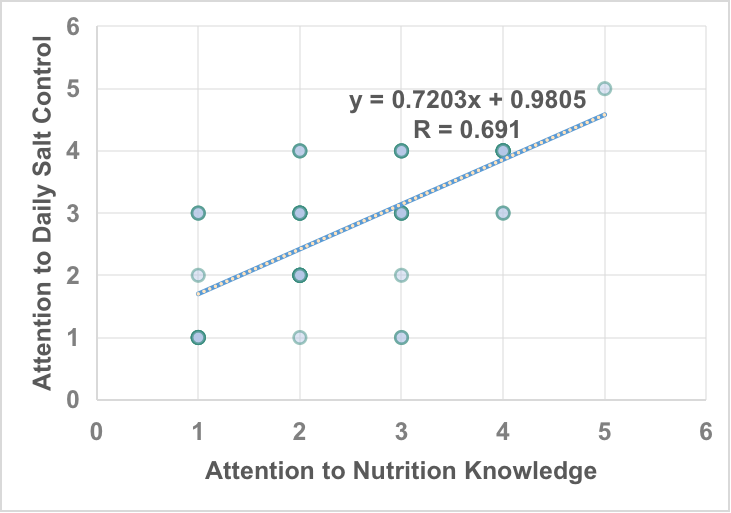 6
5
4
3
2
1
0
0 1 2 3 4 5 6
Attention to Daily Salt Control
y = 0.7203x + 0.9805
R = 0.691
Attention to Nutrition Knowledge